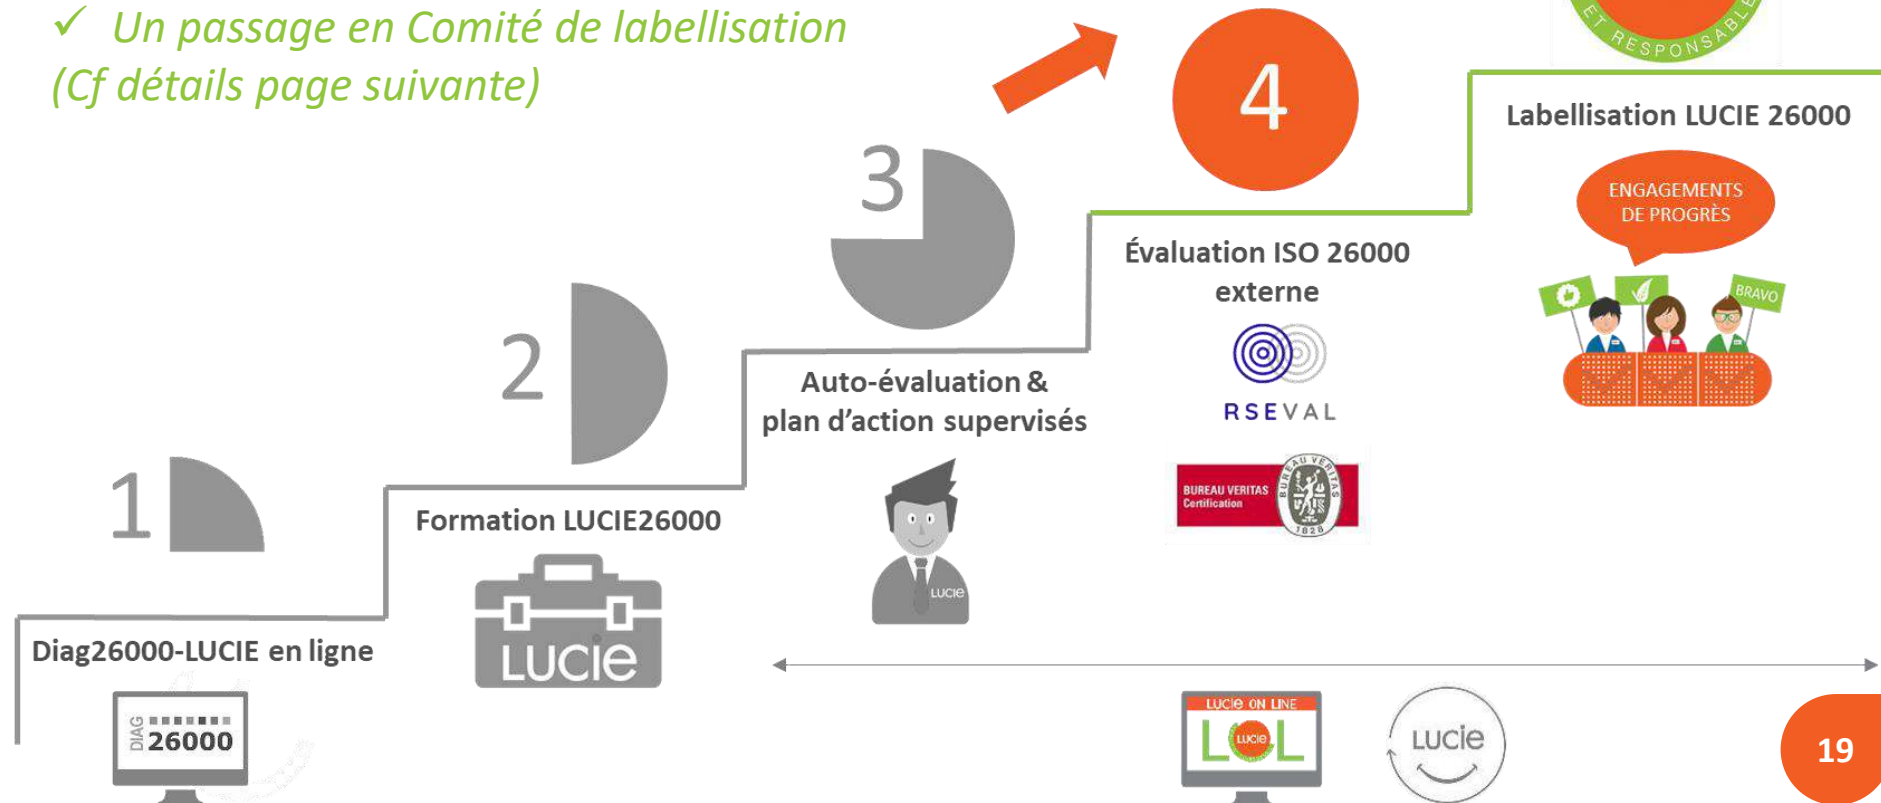 ✓ Un passage en Comité de labellisation
(Cf détails page suivante)
ET RESPONSABLE
4
Labellisation LUCIE 26000
ENGAGEMENTS
DE PROGRÈS
BRAVO
3
Évaluation ISO 26000
externe
RSEVAL
BUREAU VERITAS
Certification
BUREAU VERITAS
1828
2
Auto-évaluation &
plan d'action supervisés
LUCIE
1
Formation LUCIE26000
LUCIE
Diag26000-LUCIE en ligne
DIAG
26000
LUCIE ON LINE
LOL
LUCIE
LUCIE
19